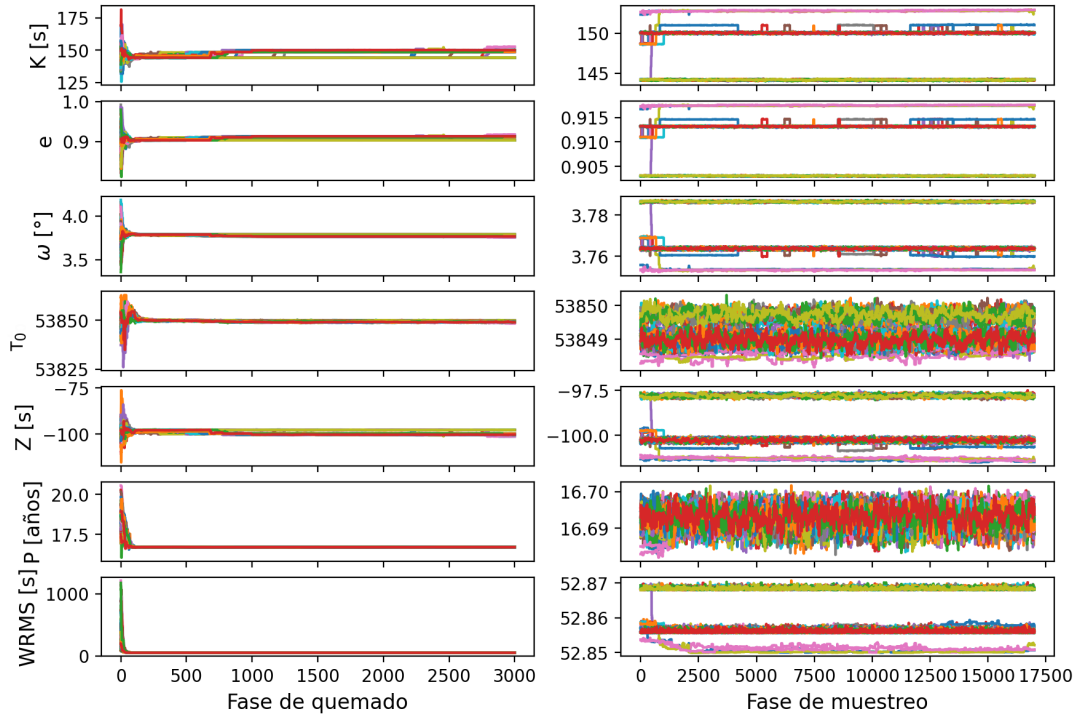 K [s]
175
150
125
150
145
e
1.0
0.9
0.915
0.910
0.905
ω [°]
4.0
3.5
3.78
3.76
T₀
53850
53825
53850
53849
Z [s]
−75
−100
−97.5
−100.0
P [años]
20.0
17.5
16.70
16.69
WRMS [s]
1000
0
52.87
52.86
52.85
0 500 1000 1500 2000 2500 3000
0 2500 5000 7500 10000 12500 15000 17500
Fase de quemado
Fase de muestreo